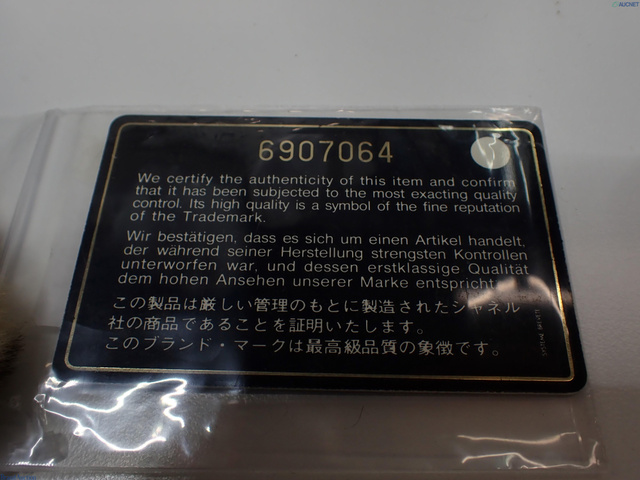 AUCNET
6907064
We certify the authenticity of this item and confirm
that it has been subjected to the most exacting quality
control. Its high quality is a symbol of the fine reputation
of the Trademark.
Wir bestätigen, dass es sich um einen Artikel handelt,
der während seiner Herstellung strengsten Kontrollen
unterworfen war, und dessen erstklassige Qualität
dem hohen Ansehen unserer Marke entspricht.
この製品は厳しい管理のもとに製造されたシャネル
社の商品であることを証明いたします。
このブランド・マークは最高級品質の象徴です。